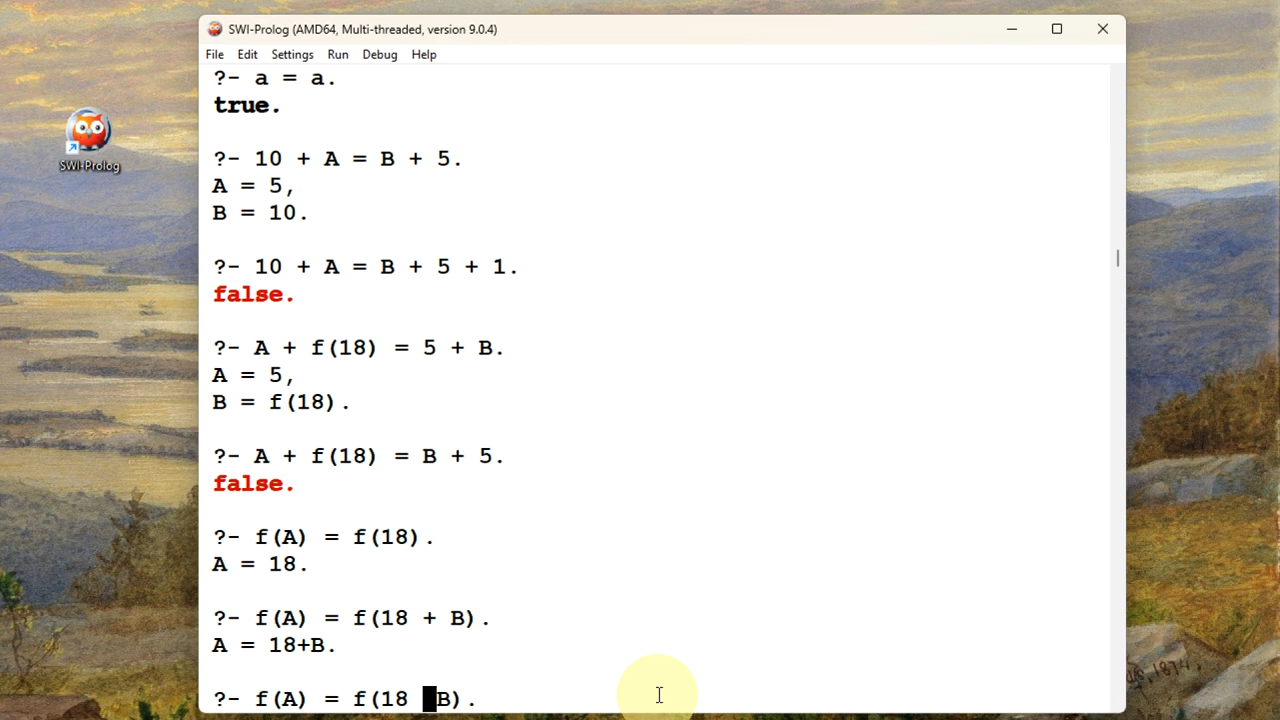 SWI-Prolog (AMD64, Multi-threaded, version 9.0.4)
File Edit Settings Run Debug Help
?- a = a.
true.
?- 10 + A = B + 5.
A = 5,
B = 10.
?- 10 + A = B + 5 + 1.
false.
?- A + f(18) = 5 + B.
A = 5,
B = f(18).
?- A + f(18) = B + 5.
false.
?- f(A) = f(18).
A = 18.
?- f(A) = f(18 + B).
A = 18+B.
?- f(A) = f(18 B).
SWI-Prolog